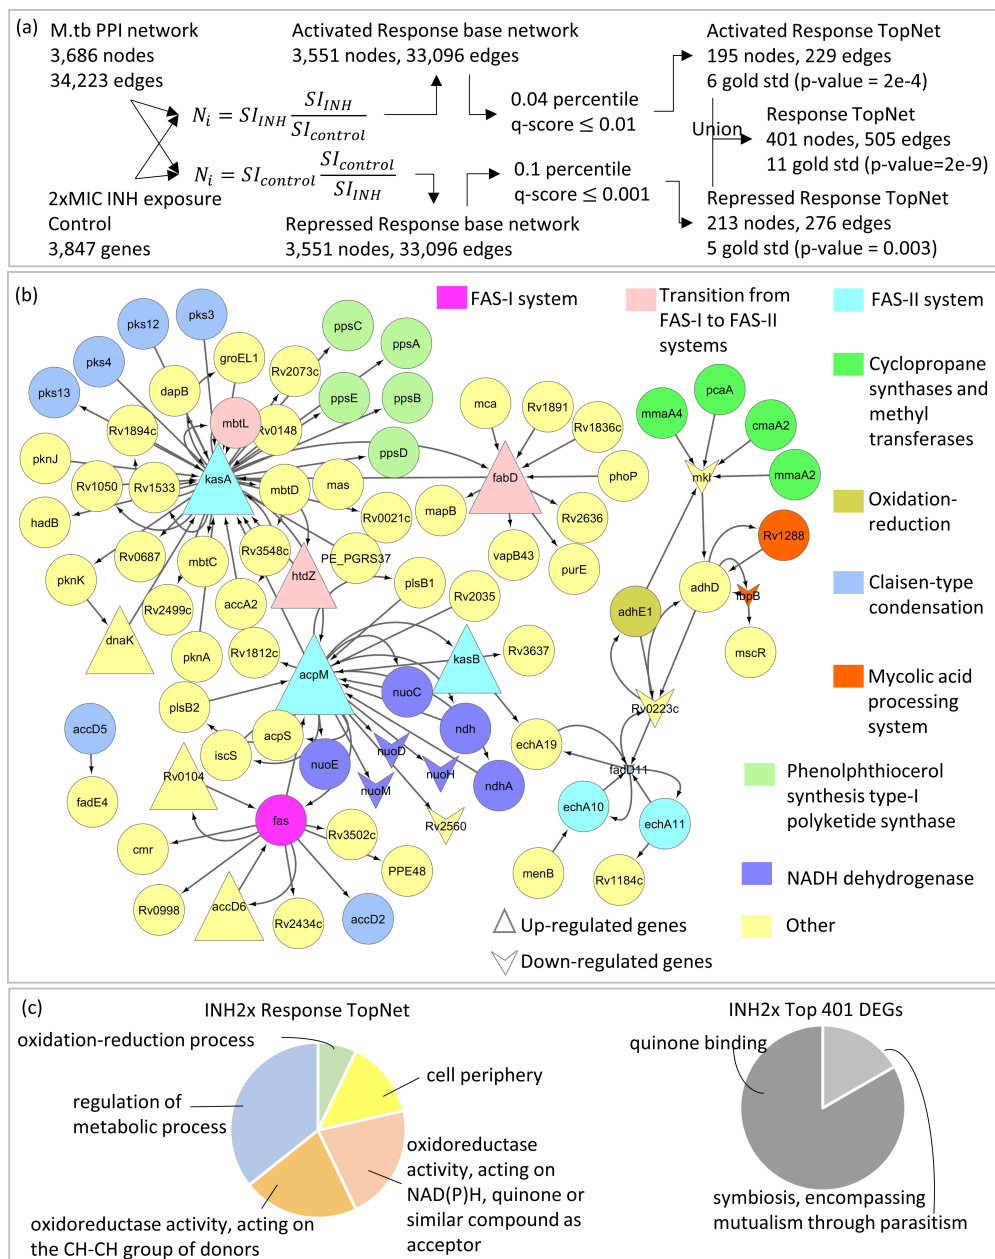 (a)
M.tb PPI network
3,686 nodes
34,223 edges
Activated Response base network
3,551 nodes, 33,096 edges
Activated Response TopNet
195 nodes, 229 edges
6 gold std (p-value = 2e-4)
N_i = SI_INH SI_INH / SI_control
0.04 percentile
q-score ≤ 0.01
Union
Response TopNet
401 nodes, 505 edges
11 gold std (p-value=2e-9)
N_i = SI_control SI_control / SI_INH
0.1 percentile
q-score ≤ 0.001
2xMIC INH exposure
Control
3,847 genes
Repressed Response base network
3,551 nodes, 33,096 edges
Repressed Response TopNet
213 nodes, 276 edges
5 gold std (p-value = 0.003)
(b)
FAS-I system
Transition from
FAS-I to FAS-II
systems
FAS-II system
Cyclopropane
synthases and
methyl
transferases
Oxidation-
reduction
Claisen-type
condensation
Mycolic acid
processing
system
Phenolphthiocerol
synthesis type-I
polyketide synthase
NADH dehydrogenase
Other
Up-regulated genes
Down-regulated genes
pks12
pks3
pks4
pks13
groEL1
dapB
Rv2073c
ppsC
ppsA
ppsE
ppsB
ppsD
mbtL
Rv0148
Rv1894c
pknJ
Rv1050
Rv1533
kasA
mbtD
mas
hadB
Rv0021c
Rv0687
mbtC
Rv3548c
PE_PGRS37
pknK
Rv2499c
accA2
htdZ
plsB1
Rv2035
dnaK
pknA
Rv1812c
acpM
kasB
Rv3637
mca
Rv1891
Rv1836c
fabD
phoP
mapB
Rv2636
vapB43
purE
mmaA4
pcaA
cmaA2
mmaA2
mkl
Rv1288
adhE1
adhD
fbpB
mscR
Rv0223c
nuoC
ndh
plsB2
acpS
iscS
nuoE
nuoD
nuoM
nuoH
ndhA
echA19
fadD11
echA10
echA11
menB
Rv1184c
accD5
fadE4
Rv0104
fas
Rv3502c
Rv2560
cmr
PPE48
Rv0998
accD6
Rv2434c
accD2
(c)
INH2x Response TopNet
oxidation-reduction process
cell periphery
regulation of
metabolic process
oxidoreductase
activity, acting on
NAD(P)H, quinone or
similar compound as
acceptor
oxidoreductase activity, acting on
the CH-CH group of donors
INH2x Top 401 DEGs
quinone binding
symbiosis, encompassing
mutualism through parasitism